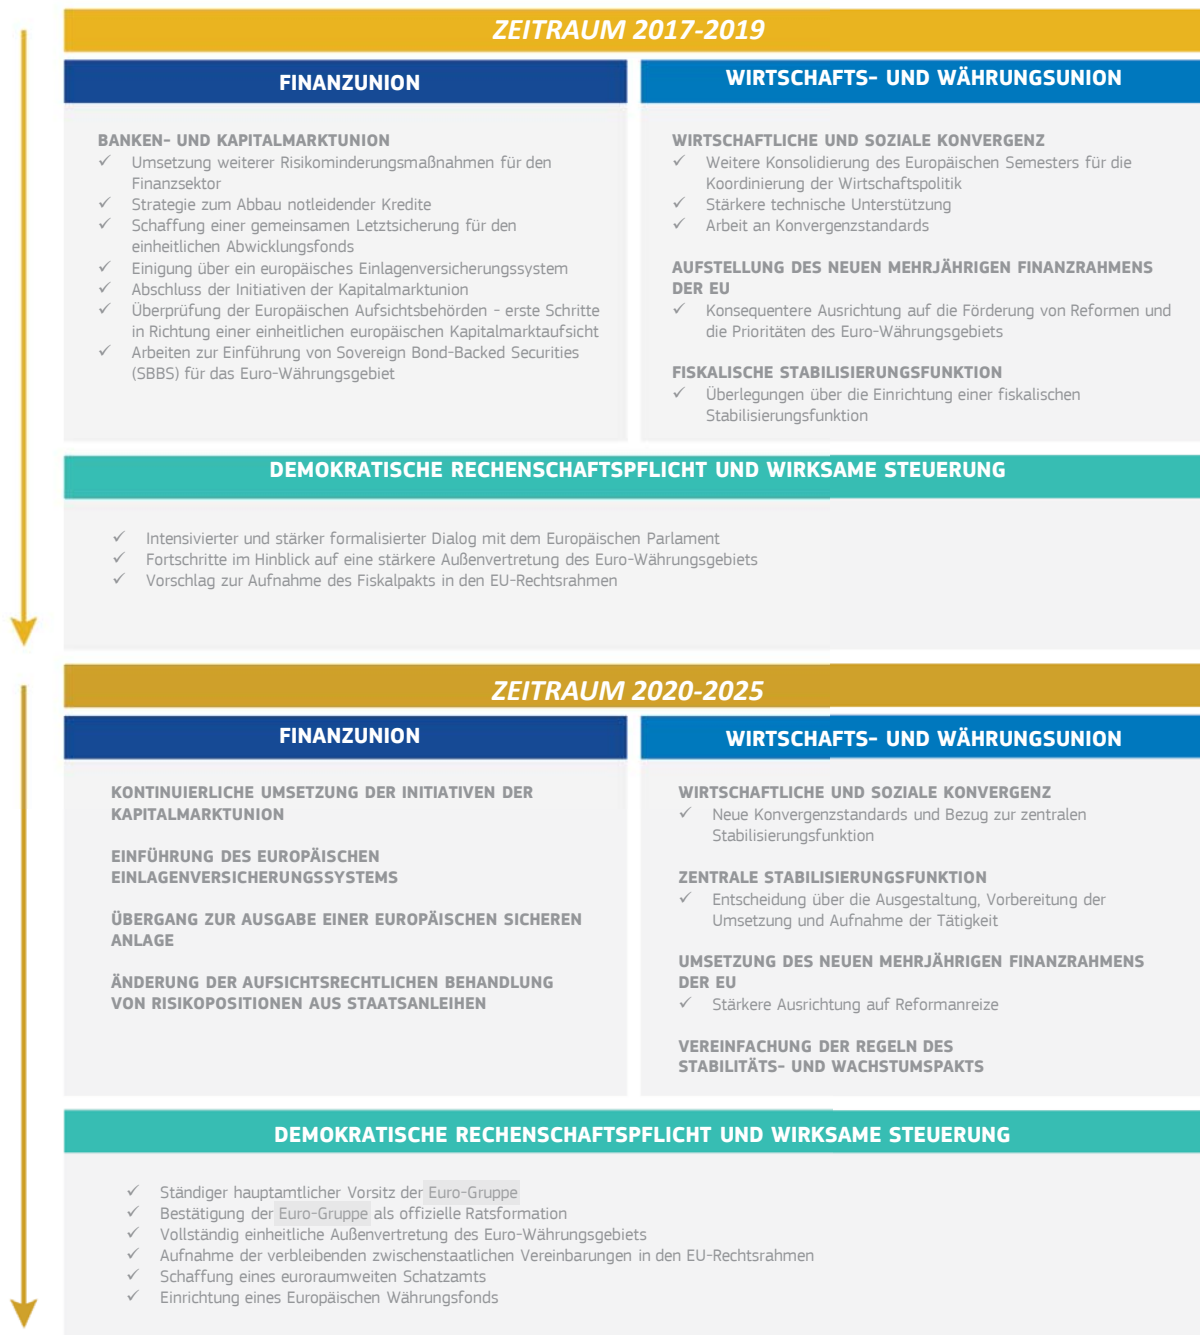 ZEITRAUM 2017-2019
FINANZUNION
BANKEN- UND KAPITALMARKTUNION
✓ Umsetzung weiterer Risikominderungsmaßnahmen für den
Finanzsektor
✓ Strategie zum Abbau notleidender Kredite
✓ Schaffung einer gemeinsamen Letztsicherung für den
einheitlichen Abwicklungsfonds
✓ Einigung über ein europäisches Einlagenversicherungssystem
✓ Abschluss der Initiativen der Kapitalmarktunion
✓ Überprüfung der Europäischen Aufsichtsbehörden - erste Schritte
in Richtung einer einheitlichen europäischen Kapitalmarktaufsicht
✓ Arbeiten zur Einführung von Sovereign Bond-Backed Securities
(SBBS) für das Euro-Währungsgebiet
WIRTSCHAFTS- UND WÄHRUNGSUNION
WIRTSCHAFTLICHE UND SOZIALE KONVERGENZ
✓ Weitere Konsolidierung des Europäischen Semesters für die
Koordinierung der Wirtschaftspolitik
✓ Stärkere technische Unterstützung
✓ Arbeit an Konvergenzstandards
AUFSTELLUNG DES NEUEN MEHRJÄHRIGEN FINANZRAHMENS
DER EU
✓ Konsequentere Ausrichtung auf die Förderung von Reformen und
die Prioritäten des Euro-Währungsgebiets
FISKALISCHE STABILISIERUNGSFUNKTION
✓ Überlegungen über die Einrichtung einer fiskalischen
Stabilisierungsfunktion
DEMOKRATISCHE RECHENSCHAFTSPFLICHT UND WIRKSAME STEUERUNG
✓ Intensivierter und stärker formalisierter Dialog mit dem Europäischen Parlament
✓ Fortschritte im Hinblick auf eine stärkere Außenvertretung des Euro-Währungsgebiets
✓ Vorschlag zur Aufnahme des Fiskalpakts in den EU-Rechtsrahmen
ZEITRAUM 2020-2025
FINANZUNION
KONTINUIERLICHE UMSETZUNG DER INITIATIVEN DER
KAPITALMARKTUNION
EINFÜHRUNG DES EUROPÄISCHEN
EINLAGENVERSICHERUNGSSYSTEMS
ÜBERGANG ZUR AUSGABE EINER EUROPÄISCHEN SICHEREN
ANLAGE
ÄNDERUNG DER AUFSICHTSRECHTLICHEN BEHANDLUNG
VON RISIKOPOSITIONEN AUS STAATSANLEIHEN
WIRTSCHAFTS- UND WÄHRUNGSUNION
WIRTSCHAFTLICHE UND SOZIALE KONVERGENZ
✓ Neue Konvergenzstandards und Bezug zur zentralen
Stabilisierungsfunktion
ZENTRALE STABILISIERUNGSFUNKTION
✓ Entscheidung über die Ausgestaltung, Vorbereitung der
Umsetzung und Aufnahme der Tätigkeit
UMSETZUNG DES NEUEN MEHRJÄHRIGEN FINANZRAHMENS
DER EU
✓ Stärkere Ausrichtung auf Reformanreize
VEREINFACHUNG DER REGELN DES
STABILITÄTS- UND WACHSTUMSPAKTS
DEMOKRATISCHE RECHENSCHAFTSPFLICHT UND WIRKSAME STEUERUNG
✓ Ständiger hauptamtlicher Vorsitz der Euro-Gruppe
✓ Bestätigung der Euro-Gruppe als offizielle Ratsformation
✓ Vollständig einheitliche Außenvertretung des Euro-Währungsgebiets
✓ Aufnahme der verbleibenden zwischenstaatlichen Vereinbarungen in den EU-Rechtsrahmen
✓ Schaffung eines euroraumweiten Schatzamts
✓ Einrichtung eines Europäischen Währungsfonds